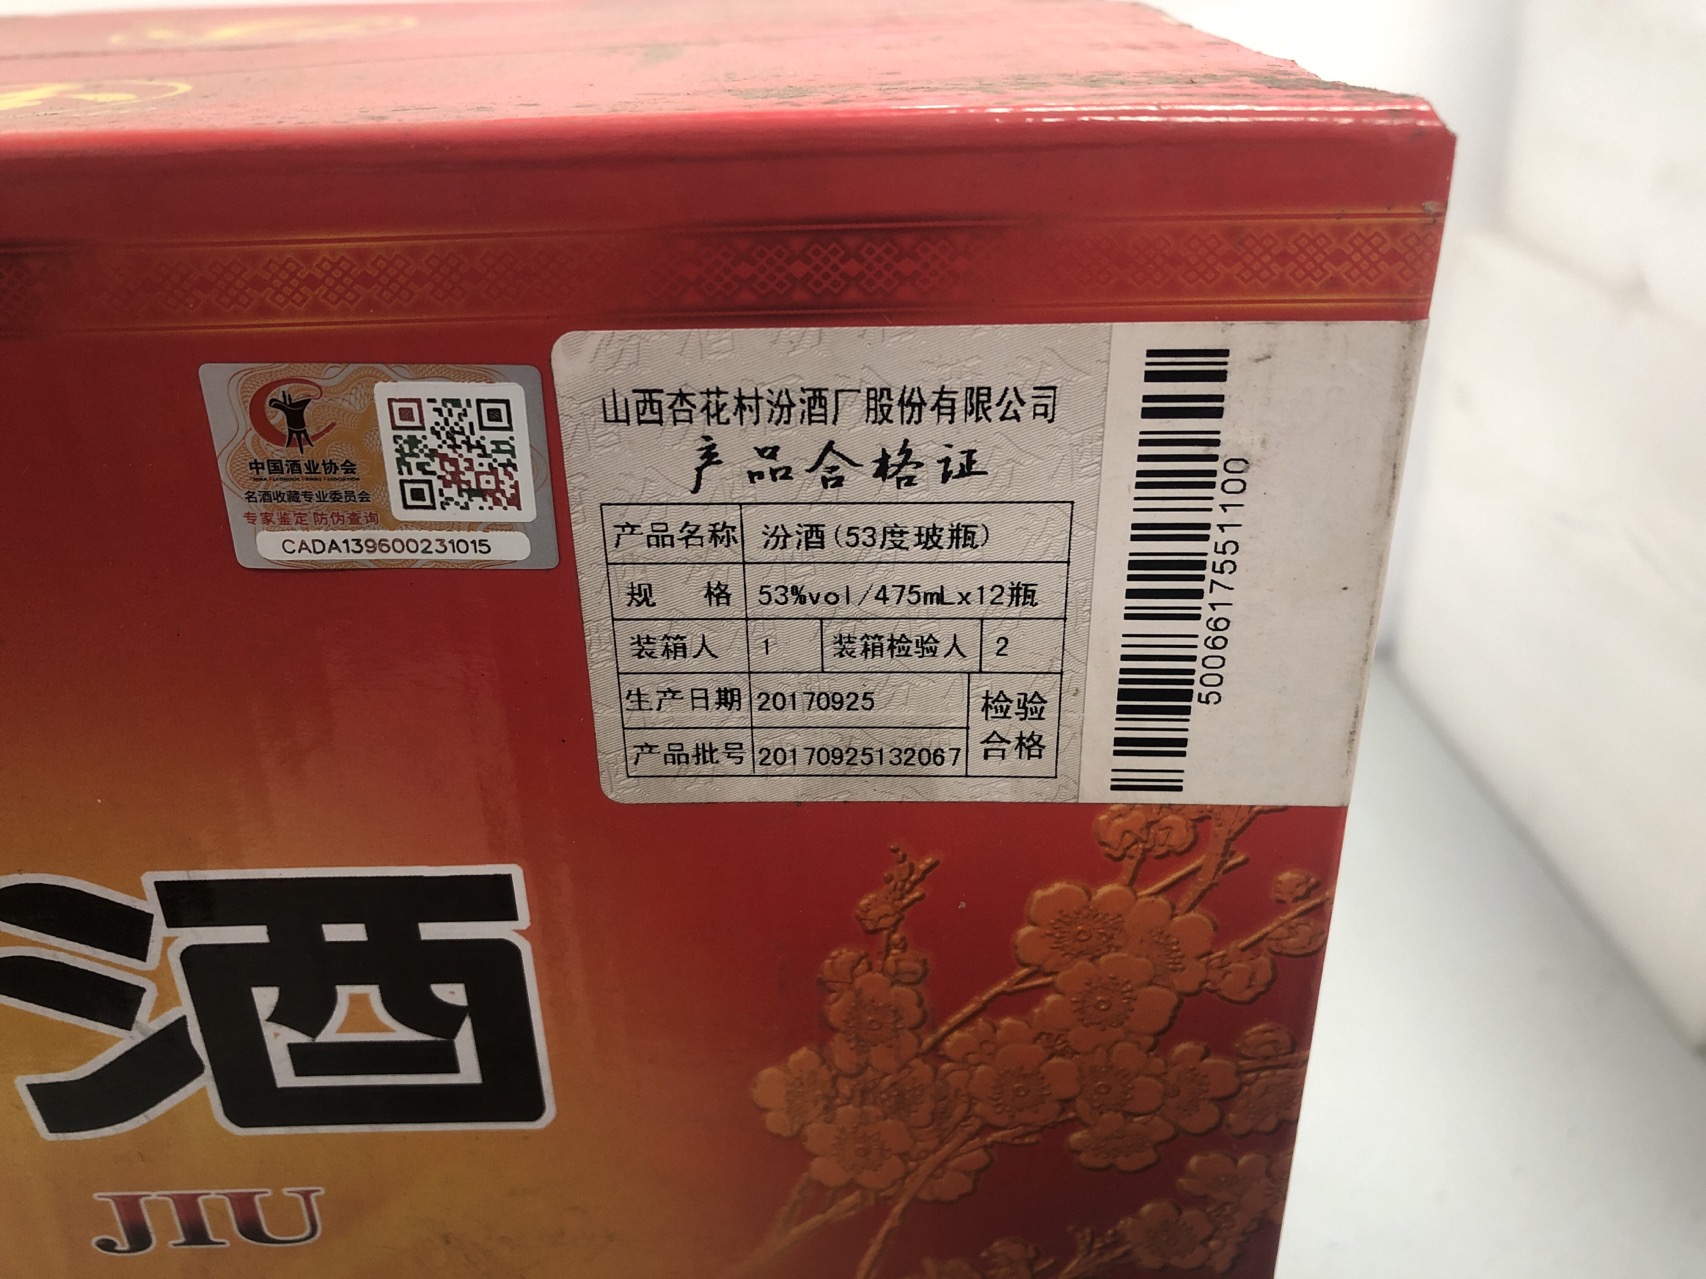 中国酒业协会
名酒收藏专业委员会
专家鉴定 防伪查询
CADA139600231015
山西杏花村汾酒厂股份有限公司
产品合格证
产品名称 汾酒(53度玻瓶)
规 格 53%vol/475mLx12瓶
装箱人 1 装箱检验人 2
生产日期 20170925 检验
产品批号 20170925132067 合格
5006617551100
酒
JIU